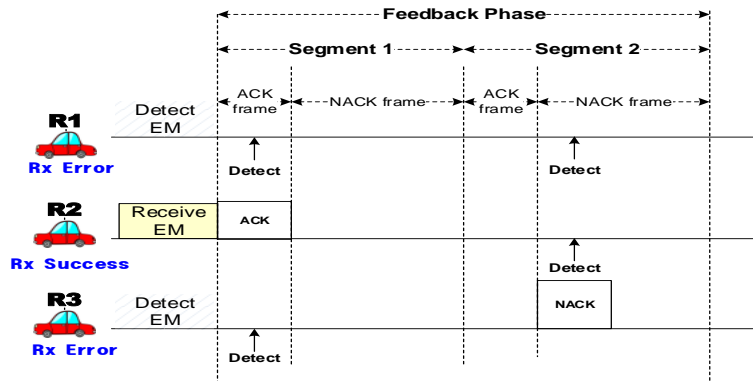 Feedback Phase
Segment 1
Segment 2
ACK
frame
NACK frame
ACK
frame
NACK frame
R1
Rx Error
Detect
EM
Detect
Detect
R2
Rx Success
Receive
EM
ACK
Detect
R3
Rx Error
Detect
EM
Detect
NACK